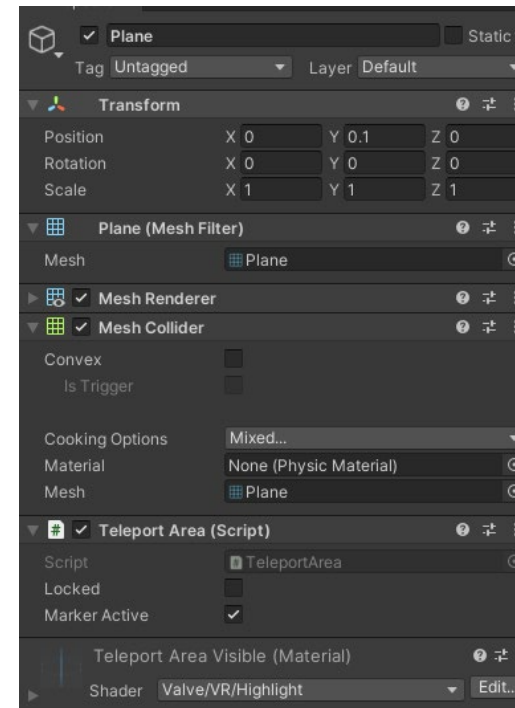 Plane Static
Tag Untagged Layer Default
Transform
Position X 0 Y 0.1 Z 0
Rotation X 0 Y 0 Z 0
Scale X 1 Y 1 Z 1
Plane (Mesh Filter)
Mesh Plane
Mesh Renderer
Mesh Collider
Convex
Is Trigger
Cooking Options Mixed...
Material None (Physic Material)
Mesh Plane
# Teleport Area (Script)
Script TeleportArea
Locked
Marker Active
Teleport Area Visible (Material)
Shader Valve/VR/Highlight Edit..